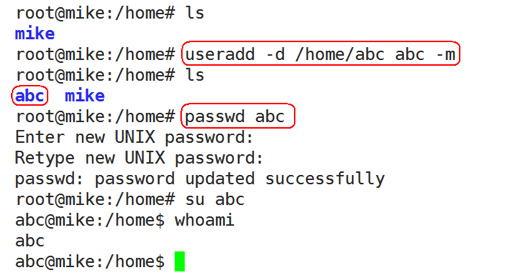 root@mike:/home# ls
mike
root@mike:/home# useradd -d /home/abc abc -m
root@mike:/home# ls
abc  mike
root@mike:/home# passwd abc
Enter new UNIX password:
Retype new UNIX password:
passwd: password updated successfully
root@mike:/home# su abc
abc@mike:/home$ whoami
abc
abc@mike:/home$